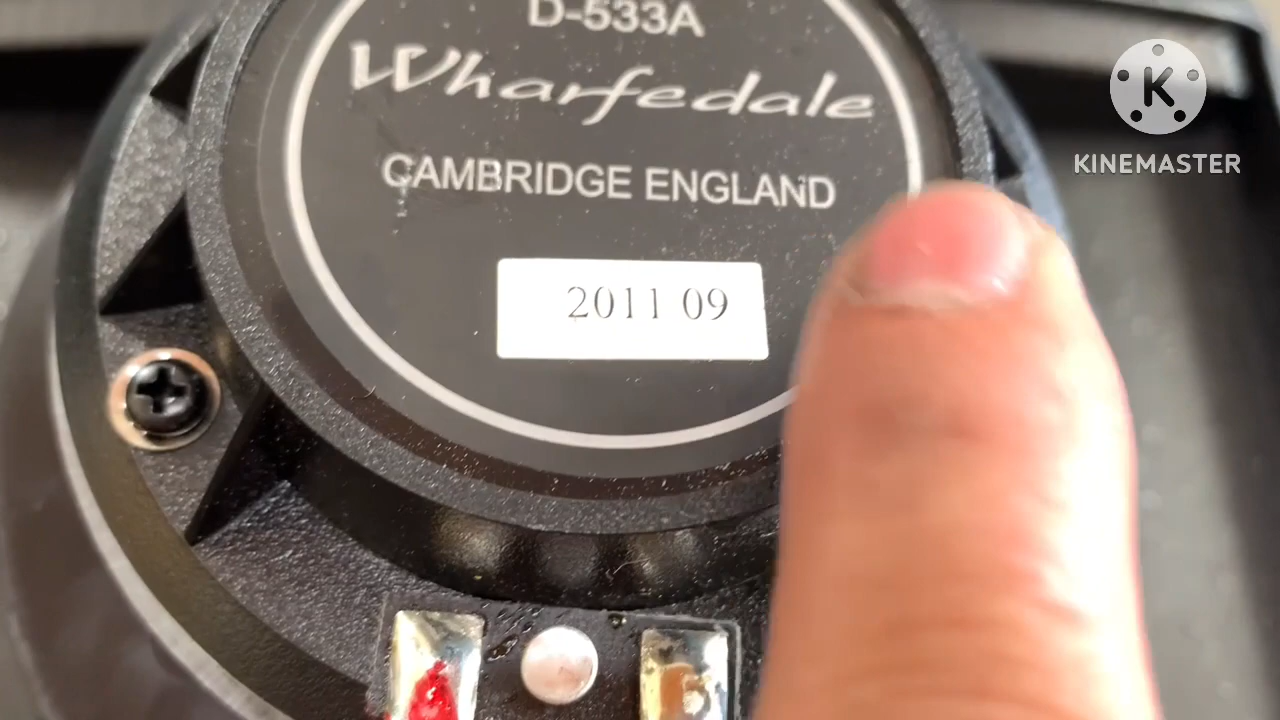 D-533A
Wharfedale
CAMBRIDGE ENGLAND
2011 09
K
KINEMASTER